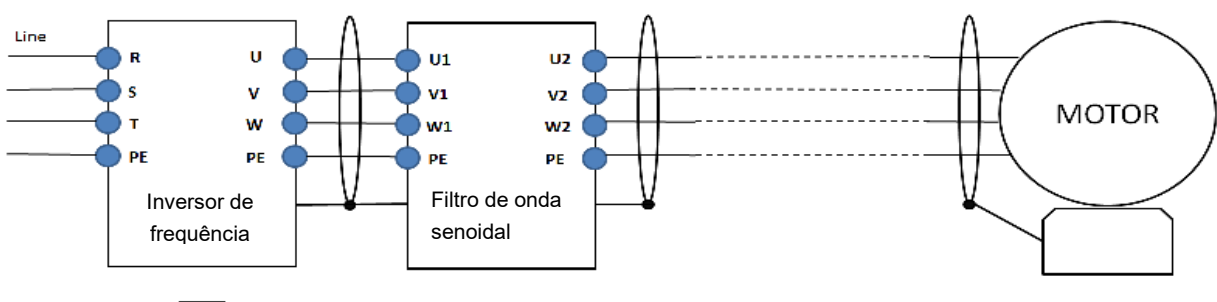 Line
R U U1 U2
S V V1 V2
T W W1 W2
PE PE PE PE
MOTOR
Inversor de
frequência
Filtro de onda
senoidal